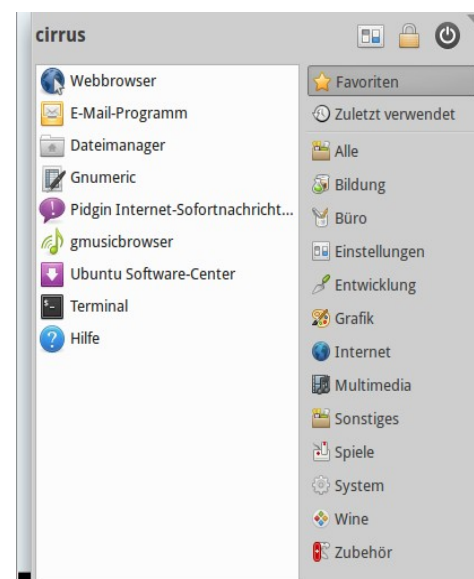 cirrus
Webbrowser
E-Mail-Programm
Dateimanager
Gnumeric
Pidgin Internet-Sofortnachricht...
gmusicbrowser
Ubuntu Software-Center
Terminal
Hilfe
Favoriten
Zuletzt verwendet
Alle
Bildung
Büro
Einstellungen
Entwicklung
Grafik
Internet
Multimedia
Sonstiges
Spiele
System
Wine
Zubehör